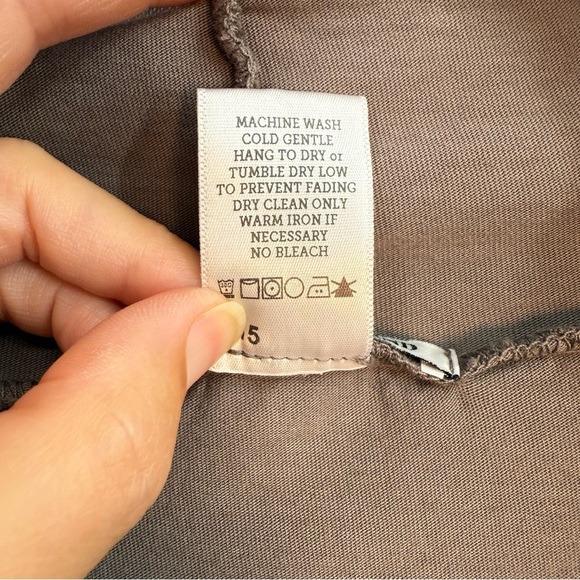 MACHINE WASH
COLD GENTLE
HANG TO DRY or
TUMBLE DRY LOW
TO PREVENT FADING
DRY CLEAN ONLY
WARM IRON IF
NECESSARY
NO BLEACH